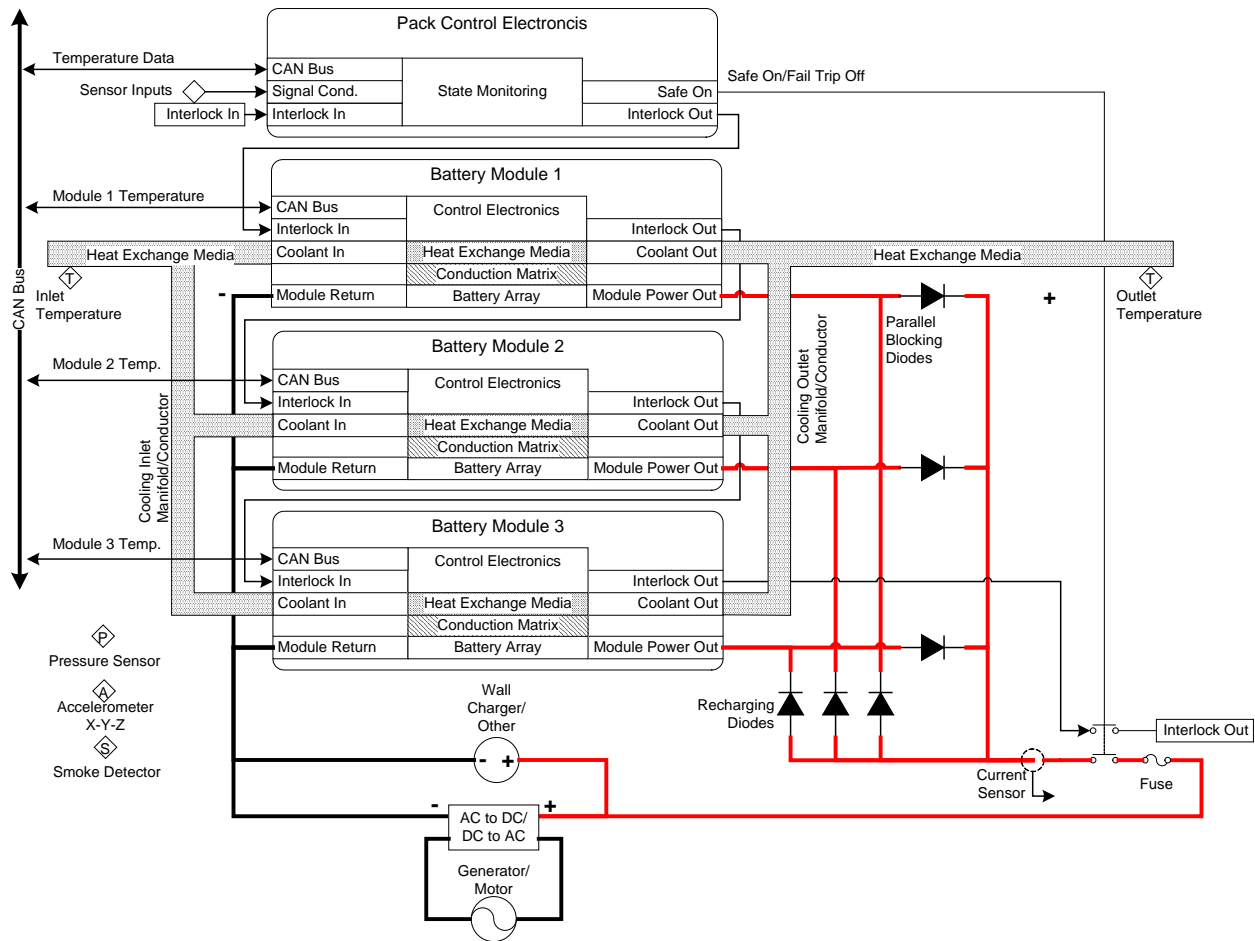 Pack Control Electroncis
Temperature Data
CAN Bus
Safe On/Fail Trip Off
Sensor Inputs
Signal Cond.
State Monitoring
Safe On
Interlock In
Interlock In
Interlock Out
Battery Module 1
Module 1 Temperature
CAN Bus
Control Electronics
Interlock In
Interlock Out
Heat Exchange Media
Coolant In
Heat Exchange Media
Coolant Out
Heat Exchange Media
Conduction Matrix
T
Inlet
Temperature
-
Module Return
Battery Array
Module Power Out
+
T
Outlet
Temperature
CAN Bus
Parallel
Blocking
Diodes
Battery Module 2
Module 2 Temp.
CAN Bus
Control Electronics
Interlock In
Interlock Out
Coolant In
Heat Exchange Media
Coolant Out
Conduction Matrix
Module Return
Battery Array
Module Power Out
Cooling Inlet
Manifold/Conductor
Cooling Outlet
Manifold/Conductor
Battery Module 3
Module 3 Temp.
CAN Bus
Control Electronics
Interlock In
Interlock Out
Coolant In
Heat Exchange Media
Coolant Out
Conduction Matrix
Module Return
Battery Array
Module Power Out
P
Pressure Sensor
A
Accelerometer
X-Y-Z
S
Smoke Detector
Wall
Charger/
Other
- +
Recharging
Diodes
Interlock Out
Current
Sensor
Fuse
-
+
AC to DC/
DC to AC
Generator/
Motor